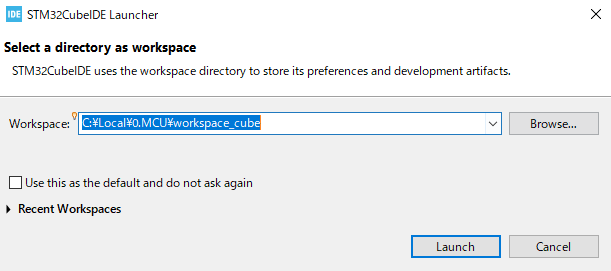 IDE STM32CubeIDE Launcher
Select a directory as workspace
STM32CubeIDE uses the workspace directory to store its preferences and development artifacts.
Workspace: C:¥Local¥0.MCU¥workspace_cube Browse...
Use this as the default and do not ask again
Recent Workspaces
Launch Cancel